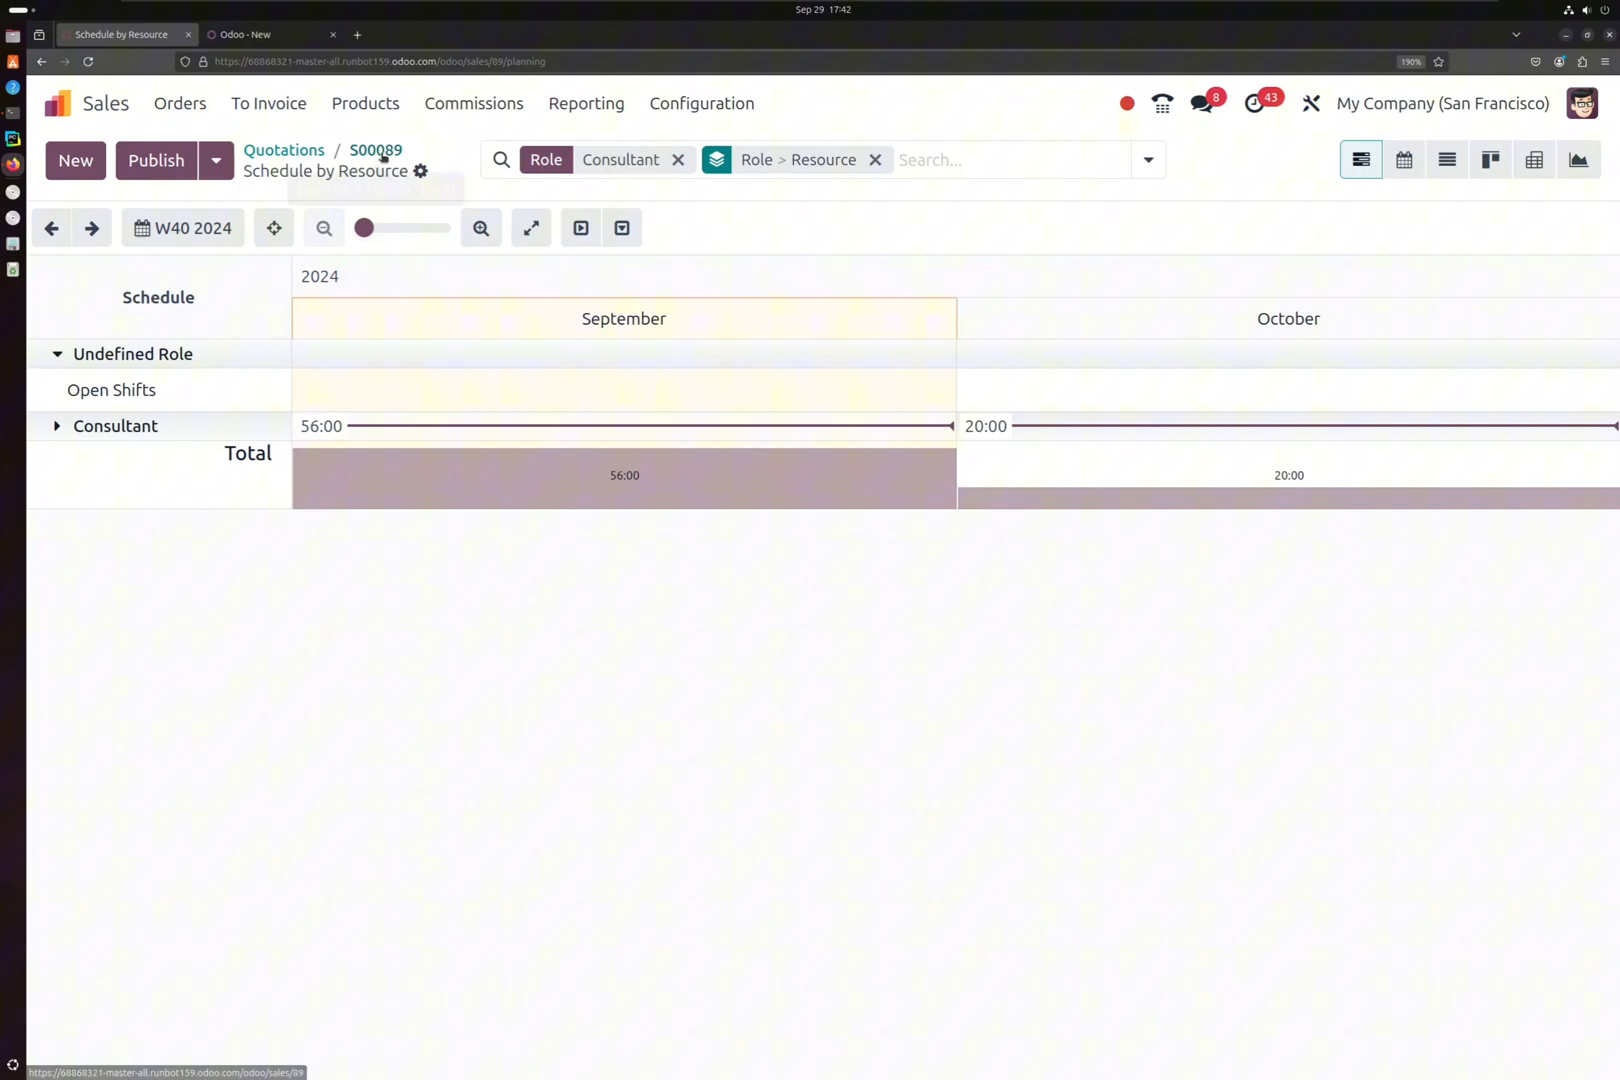 Sep 29 17:42
Schedule by Resource
Odoo - New
https://68868321-master-all.runbot159.odoo.com/odoo/sales/89/planning
190%
Sales
Orders
To Invoice
Products
Commissions
Reporting
Configuration
8
43
My Company (San Francisco)
New
Publish
Quotations / S00089
Schedule by Resource
Role Consultant
Role > Resource
Search...
W40 2024
Schedule
2024
September
October
Undefined Role
Open Shifts
Consultant
56:00
20:00
Total
56:00
20:00
https://68868321-master-all.runbot159.odoo.com/odoo/sales/89